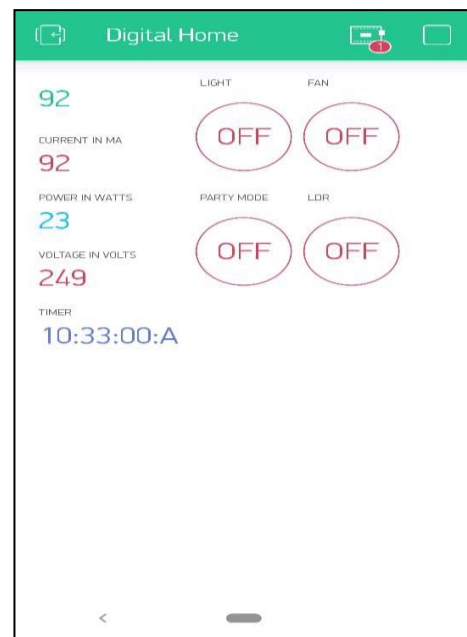 Digital Home
1
92
CURRENT IN MA
92
POWER IN WATTS
23
VOLTAGE IN VOLTS
249
TIMER
10:33:00:A
LIGHT
FAN
OFF
OFF
PARTY MODE
LDR
OFF
OFF